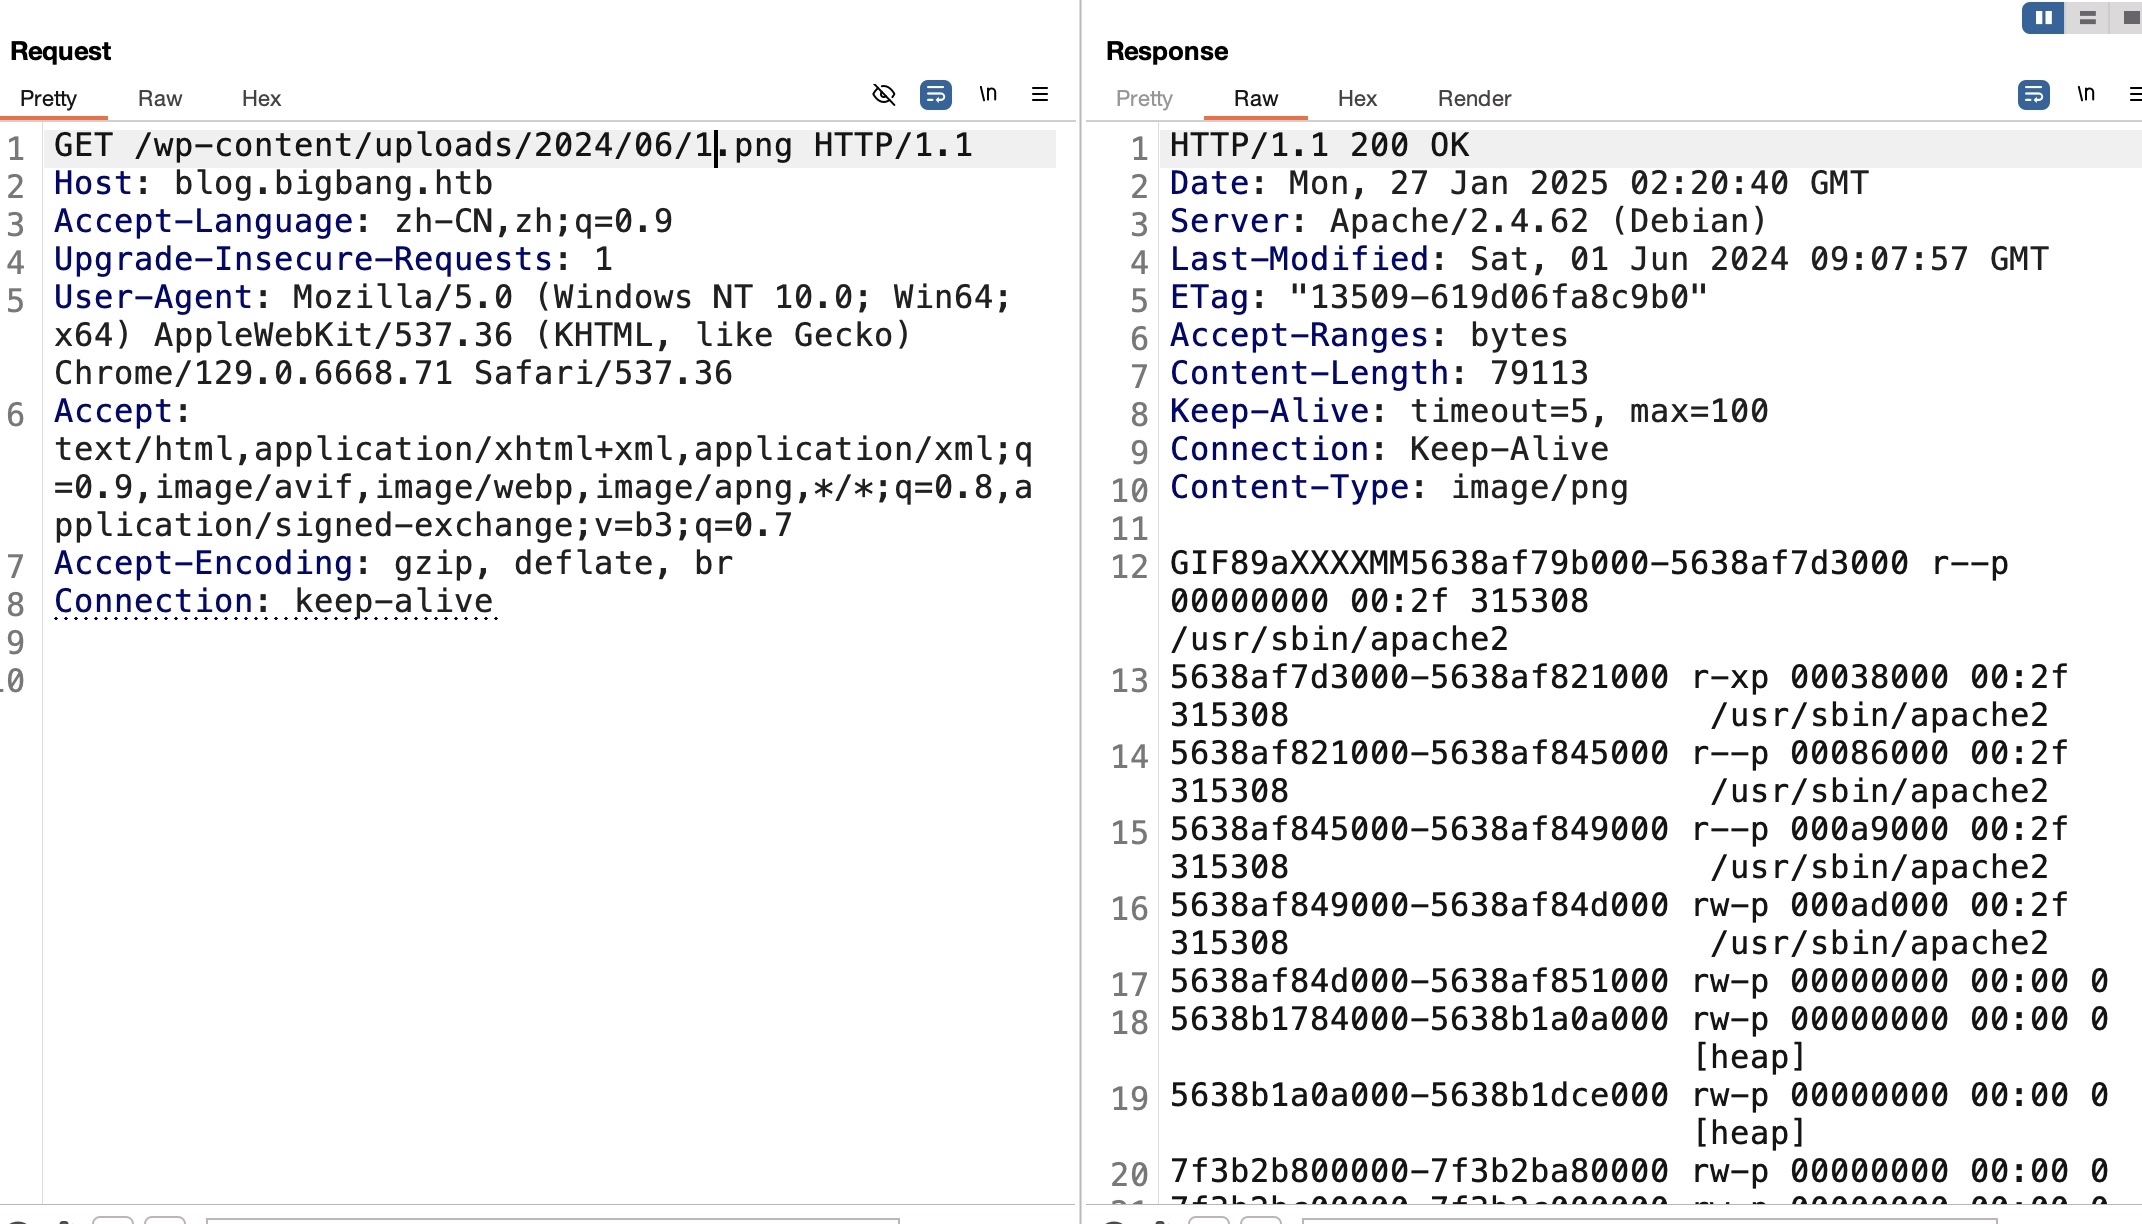 Request
Pretty Raw Hex \n
1 GET /wp-content/uploads/2024/06/1.png HTTP/1.1
2 Host: blog.bigbang.htb
3 Accept-Language: zh-CN,zh;q=0.9
4 Upgrade-Insecure-Requests: 1
5 User-Agent: Mozilla/5.0 (Windows NT 10.0; Win64;
x64) AppleWebKit/537.36 (KHTML, like Gecko)
Chrome/129.0.6668.71 Safari/537.36
6 Accept:
text/html,application/xhtml+xml,application/xml;q
=0.9,image/avif,image/webp,image/apng,*/*;q=0.8,a
pplication/signed-exchange;v=b3;q=0.7
7 Accept-Encoding: gzip, deflate, br
8 Connection: keep-alive
9
10
Response
Pretty Raw Hex Render \n
1 HTTP/1.1 200 OK
2 Date: Mon, 27 Jan 2025 02:20:40 GMT
3 Server: Apache/2.4.62 (Debian)
4 Last-Modified: Sat, 01 Jun 2024 09:07:57 GMT
5 ETag: "13509-619d06fa8c9b0"
6 Accept-Ranges: bytes
7 Content-Length: 79113
8 Keep-Alive: timeout=5, max=100
9 Connection: Keep-Alive
10 Content-Type: image/png
11
12 GIF89aXXXXMM5638af79b000-5638af7d3000 r--p
00000000 00:2f 315308
/usr/sbin/apache2
13 5638af7d3000-5638af821000 r-xp 00038000 00:2f
315308 /usr/sbin/apache2
14 5638af821000-5638af845000 r--p 00086000 00:2f
315308 /usr/sbin/apache2
15 5638af845000-5638af849000 r--p 000a9000 00:2f
315308 /usr/sbin/apache2
16 5638af849000-5638af84d000 rw-p 000ad000 00:2f
315308 /usr/sbin/apache2
17 5638af84d000-5638af851000 rw-p 00000000 00:00 0
18 5638b1784000-5638b1a0a000 rw-p 00000000 00:00 0
[heap]
19 5638b1a0a000-5638b1dce000 rw-p 00000000 00:00 0
[heap]
20 7f3b2b800000-7f3b2ba80000 rw-p 00000000 00:00 0